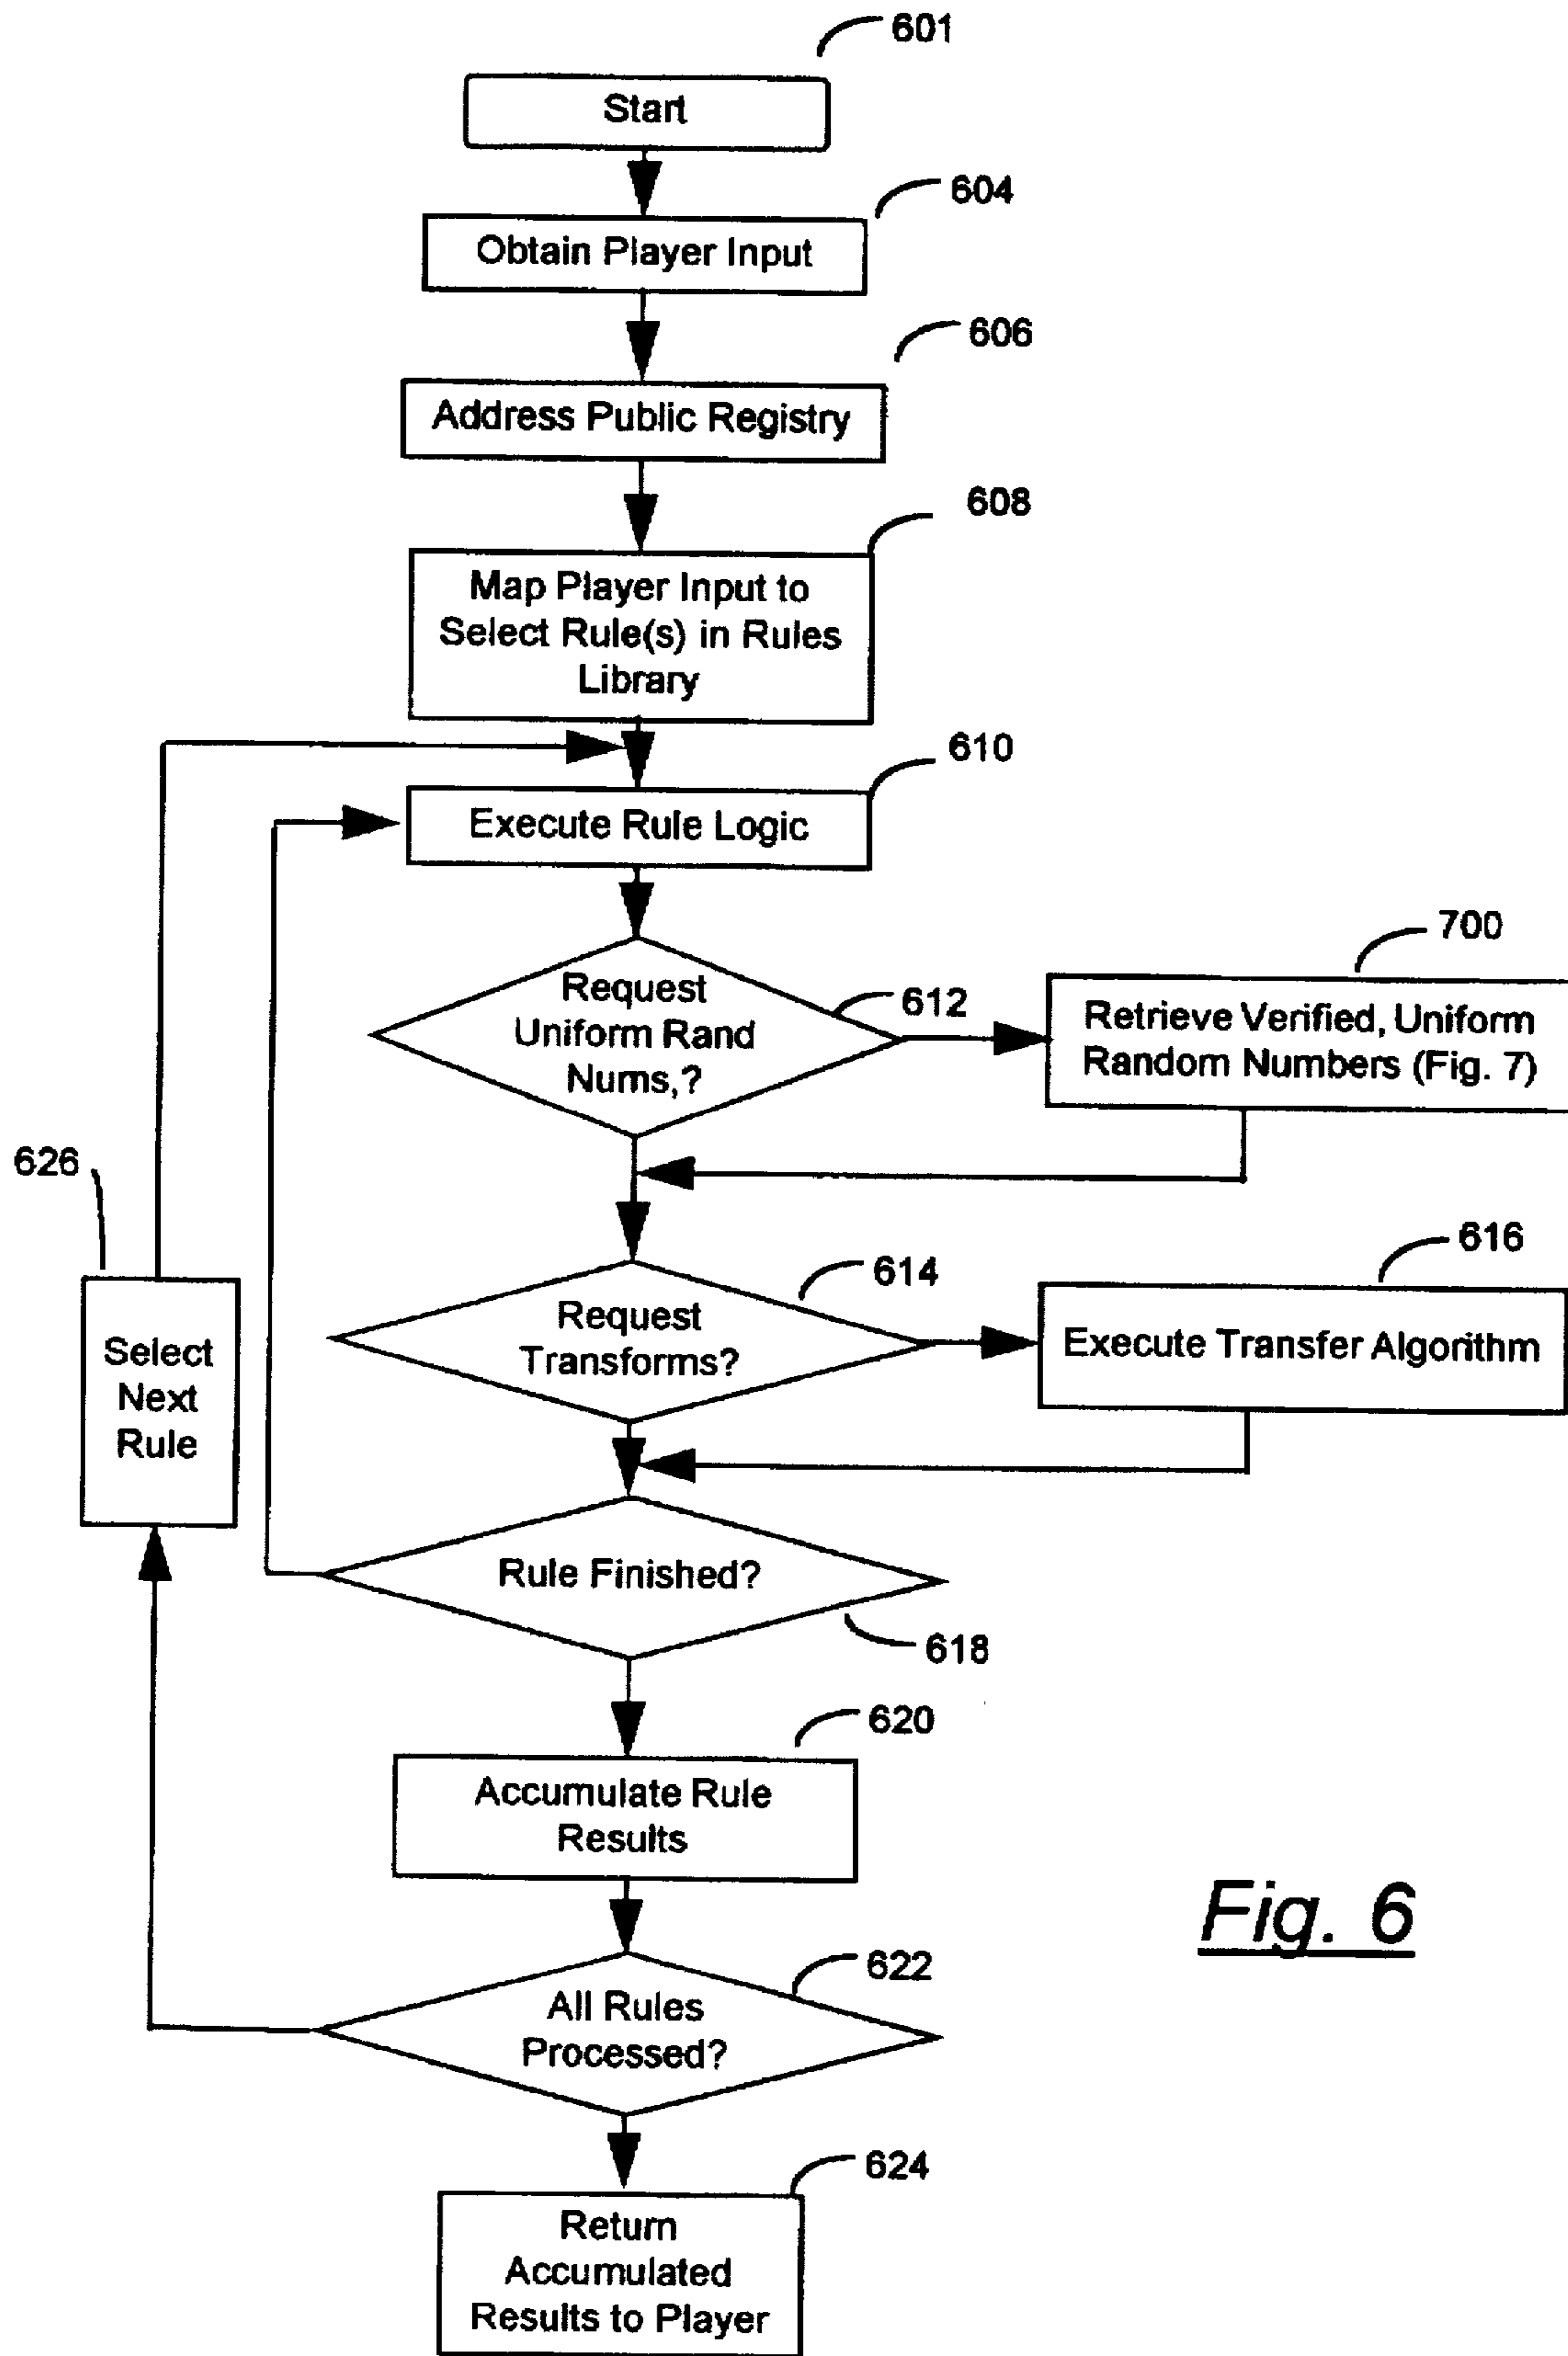 601
Start
604
Obtain Player Input
606
Address Public Registry
608
Map Player Input to
Select Rule(s) in Rules
Library
610
Execute Rule Logic
700
Request
Uniform Rand
Nums,?
612
Retrieve Verified, Uniform
Random Numbers (Fig. 7)
626
616
614
Request
Transforms?
Execute Transfer Algorithm
Select
Next
Rule
Rule Finished?
618
620
Accumulate Rule
Results
Fig. 6
622
All Rules
Processed?
624
Return
Accumulated
Results to Player